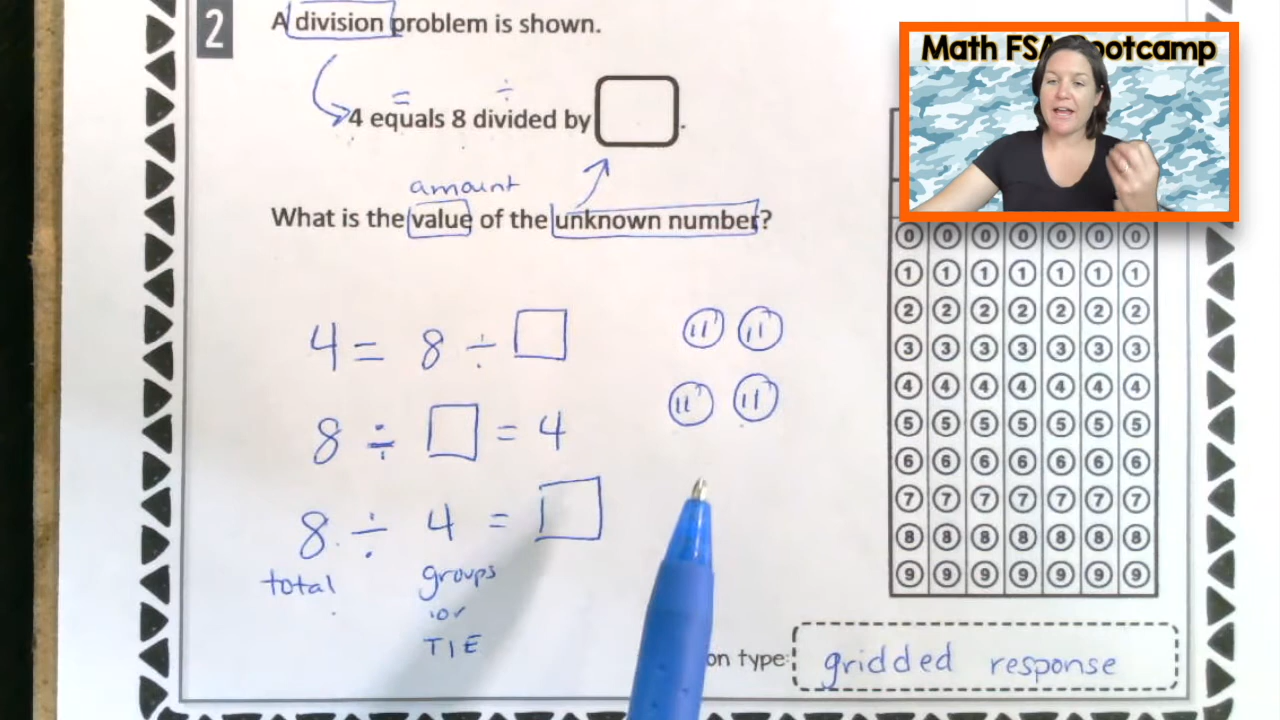 2
A division problem is shown.
= ÷
4 equals 8 divided by .
amount
What is the value of the unknown number?
4 = 8 ÷ □
8 ÷ □ = 4
8 ÷ 4 = □
total groups
or
TIE
Math FSA Bootcamp
0 0 0 0 0 0 0
1 1 1 1 1 1 1
2 2 2 2 2 2 2
3 3 3 3 3 3 3
4 4 4 4 4 4 4
5 5 5 5 5 5 5
6 6 6 6 6 6 6
7 7 7 7 7 7 7
8 8 8 8 8 8 8
9 9 9 9 9 9 9
type: gridded response